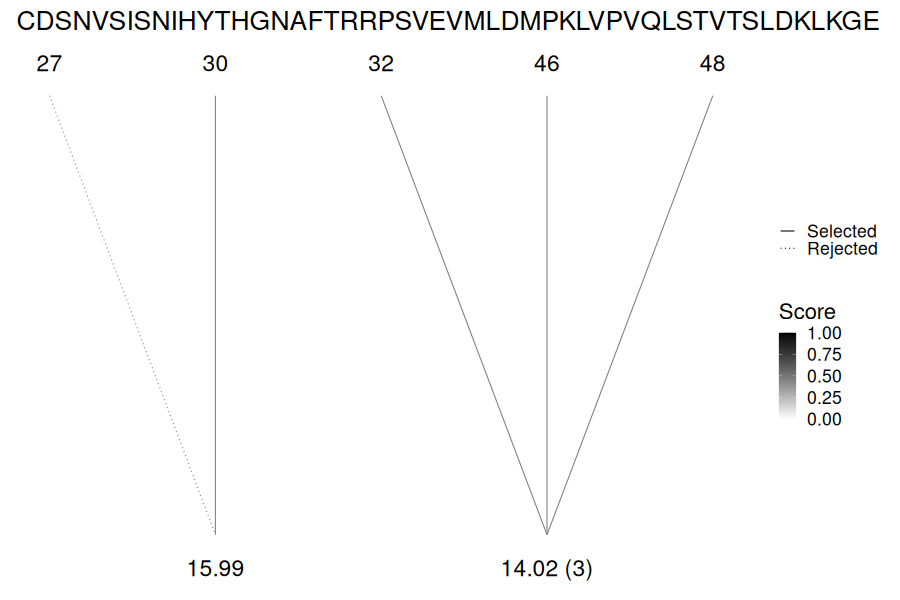 CDSNVSISNIHYTHGNAFTRRPSVEVMLDMPKLVPVQLSTVTSLDKLKGE
27 30 32 46 48
Selected
Rejected
Score
1.00
0.75
0.50
0.25
0.00
15.99 14.02 (3)